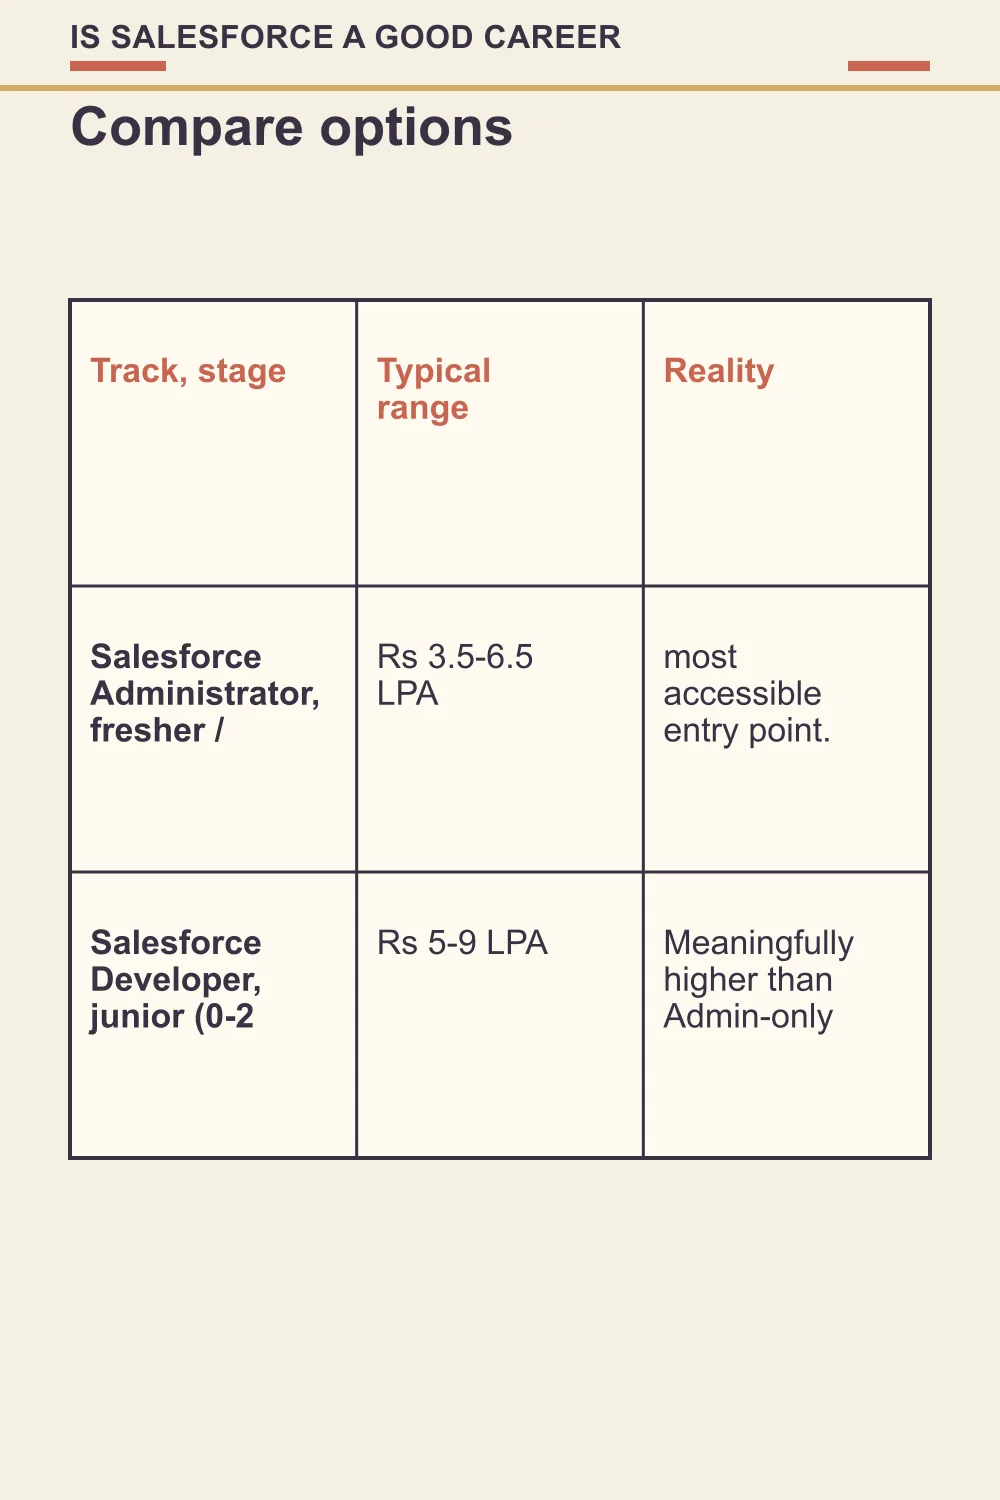 IS SALESFORCE A GOOD CAREER
Compare options
Track, stage
Typical
range
Reality
Salesforce
Administrator,
fresher /
Rs 3.5-6.5
LPA
most
accessible
entry point.
Salesforce
Developer,
junior (0-2
Rs 5-9 LPA
Meaningfully
higher than
Admin-only